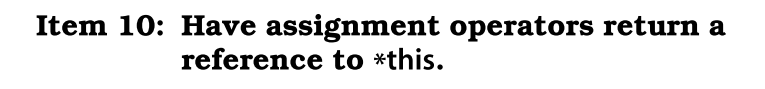 Item 10: Have assignment operators return a
reference to *this.